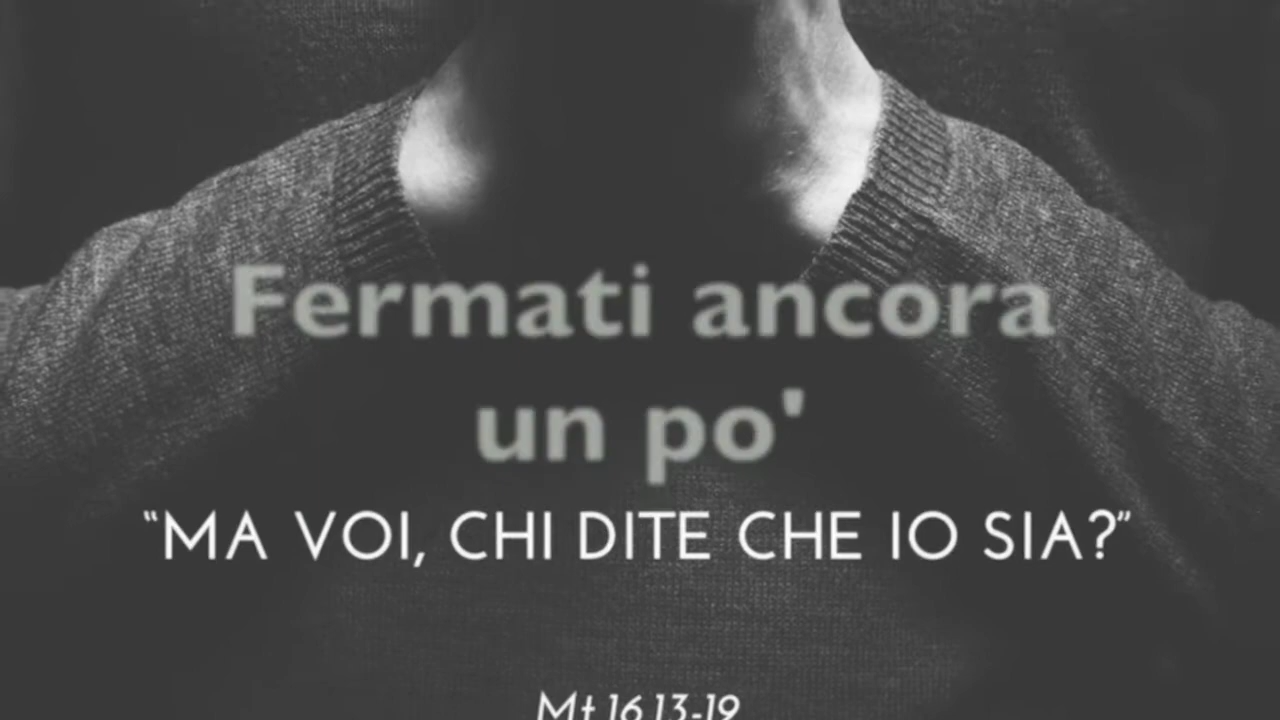 Fermati ancora
un po'
“MA VOI, CHI DITE CHE IO SIA?”
Mt 16,13-19